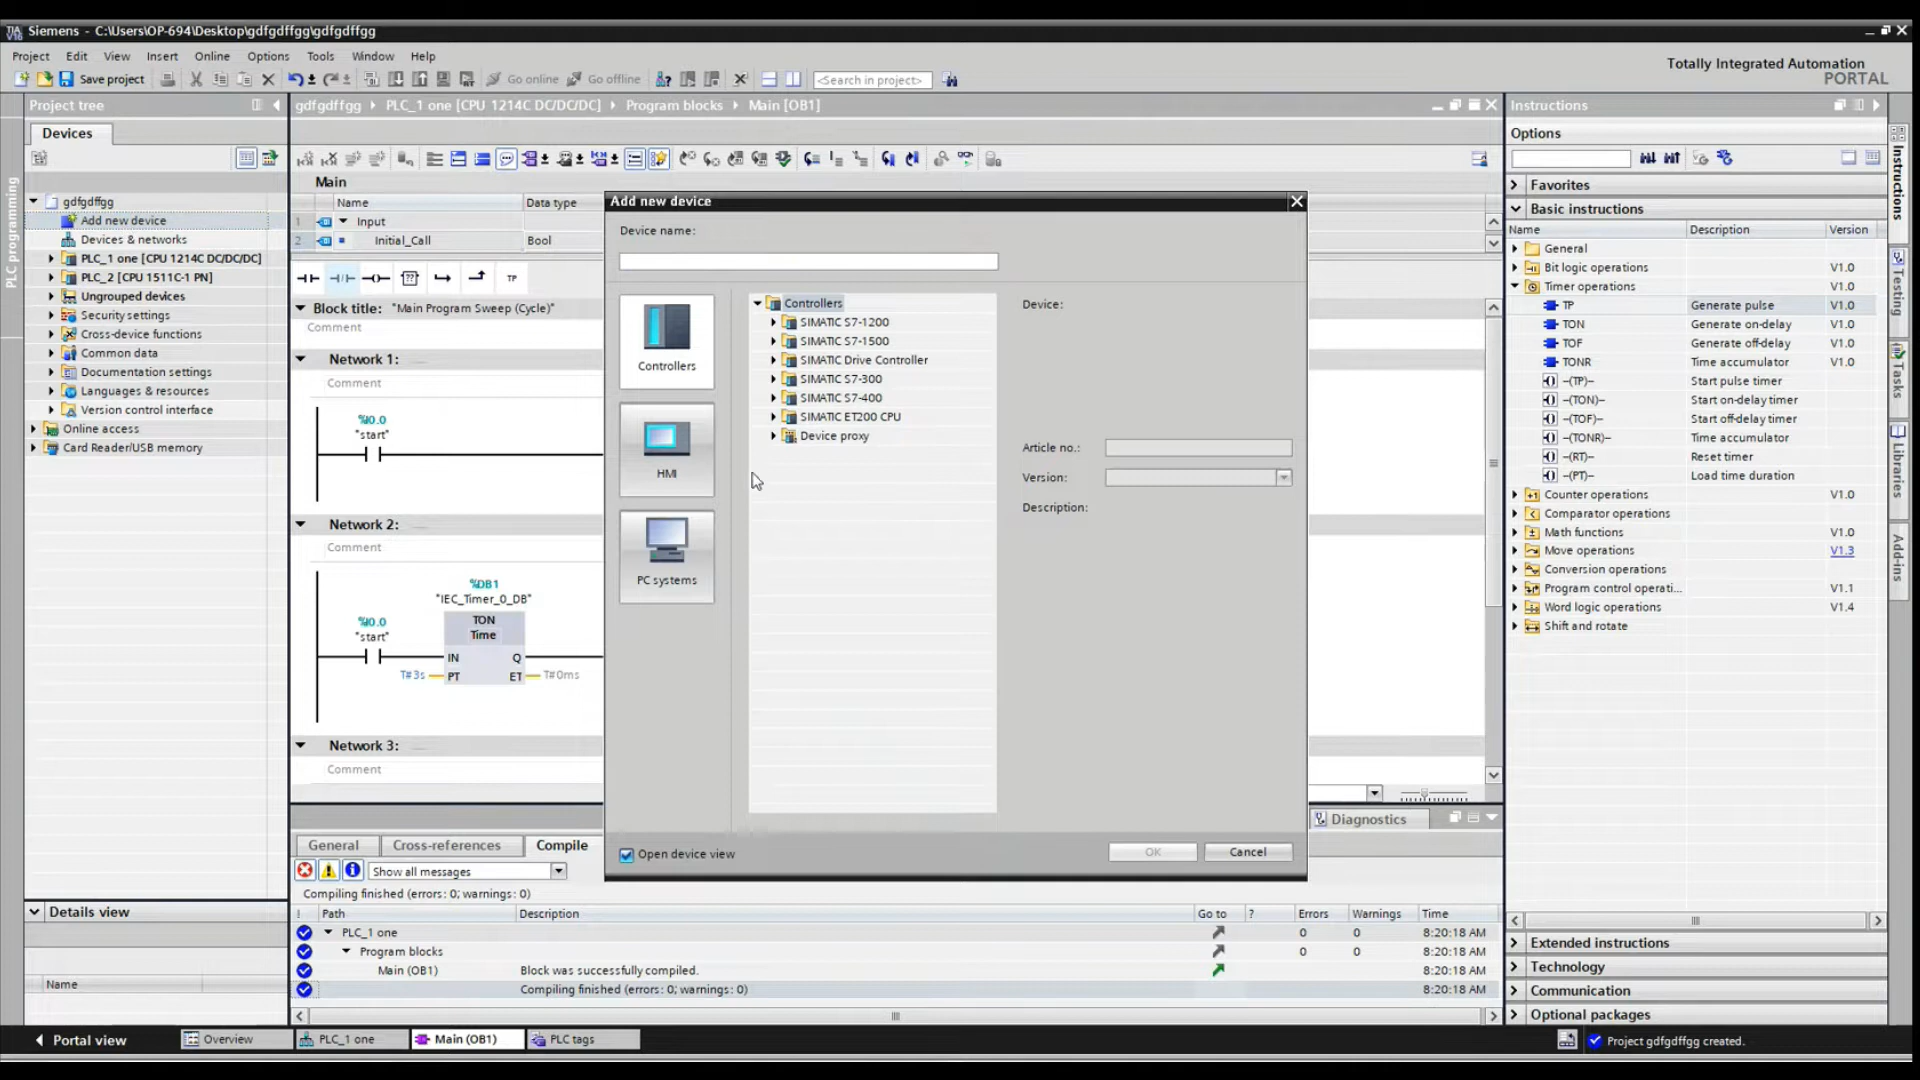 Siemens - C:\Users\OP-694\Desktop\gdfgdffgg\gdfgdffgg
Project Edit View Insert Online Options Tools Window Help
Totally Integrated Automation
PORTAL
Save project
Go online Go offline
<Search in project>
Project tree
gdfgdffgg PLC_1 one [CPU 1214C DC/DC/DC] Program blocks Main [OB1]
Devices
PLC programming
gdfgdffgg
Add new device
Devices & networks
PLC_1 one [CPU 1214C DC/DC/DC]
PLC_2 [CPU 1511C-1 PN]
Ungrouped devices
Security settings
Cross-device functions
Common data
Documentation settings
Languages & resources
Version control interface
Online access
Card Reader/USB memory
Details view
Name
Main
Name Data type
1 Input
2 Initial_Call Bool
TP
Block title: "Main Program Sweep (Cycle)"
Comment
Network 1:
Comment
%I0.0
"start"
Network 2:
Comment
%DB1
"IEC_Timer_0_DB"
%I0.0
"start"
TON
Time
IN Q
T#3s PT ET T#0ms
Network 3:
Comment
Add new device
Device name:
Controllers
HMI
PC systems
Controllers
SIMATIC S7-1200
SIMATIC S7-1500
SIMATIC Drive Controller
SIMATIC S7-300
SIMATIC S7-400
SIMATIC ET200 CPU
Device proxy
Device:
Article no.:
Version:
Description:
Open device view
OK Cancel
Diagnostics
General Cross-references Compile
Show all messages
Compiling finished (errors: 0; warnings: 0)
! Path Description Go to ? Errors Warnings Time
PLC_1 one 0 0 8:20:18 AM
Program blocks 0 0 8:20:18 AM
Main (OB1) Block was successfully compiled. 8:20:18 AM
Compiling finished (errors: 0; warnings: 0) 8:20:18 AM
Instructions
Options
Favorites
Basic instructions
Name Description Version
General
Bit logic operations V1.0
Timer operations V1.0
TP Generate pulse V1.0
TON Generate on-delay V1.0
TOF Generate off-delay V1.0
TONR Time accumulator V1.0
–(TP)– Start pulse timer
–(TON)– Start on-delay timer
–(TOF)– Start off-delay timer
–(TONR)– Time accumulator
–(RT)– Reset timer
–(PT)– Load time duration
Counter operations V1.0
Comparator operations
Math functions V1.0
Move operations V1.3
Conversion operations
Program control operati... V1.1
Word logic operations V1.4
Shift and rotate
Extended instructions
Technology
Communication
Optional packages
Instructions
Testing
Tasks
Libraries
Add-ins
Portal view Overview PLC_1 one Main (OB1) PLC tags
Project gdfgdffgg created.